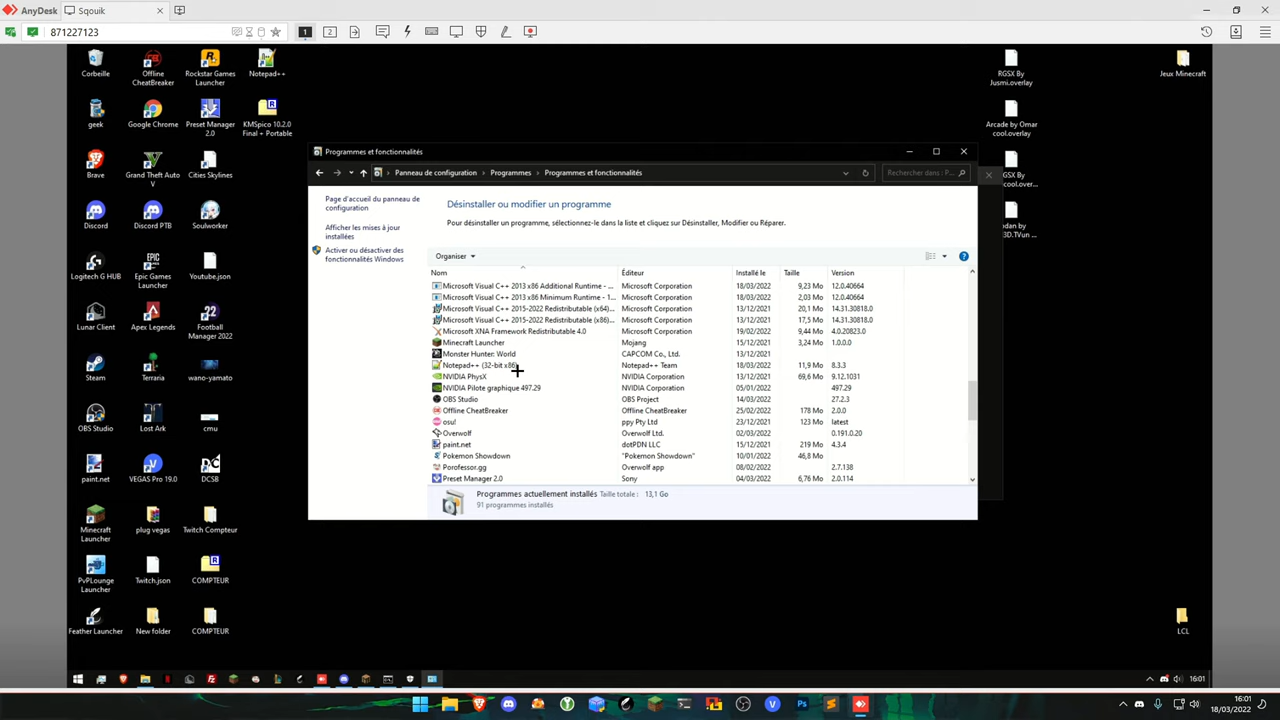 AnyDesk
Sqouik
871227123
1
2
Corbeille
Offline CheatBreaker
Rockstar Games Launcher
Notepad++
geek
Google Chrome
Preset Manager 2.0
KMSpico 10.2.0 Final + Portable
Brave
Grand Theft Auto V
Cities Skylines
Discord
Discord PTB
Soulworker
Logitech G HUB
Epic Games Launcher
Youtube.json
Lunar Client
Apex Legends
Football Manager 2022
Steam
Terraria
wano-yamato
OBS Studio
Lost Ark
cmu
paint.net
VEGAS Pro 19.0
DCSB
Minecraft Launcher
plug vegas
Twitch Compteur
PvPLounge Launcher
Twitch.json
COMPTEUR
Feather Launcher
New folder
COMPTEUR
RGSX By Jusmi.overlay
Arcade by Omar cool.overlay
Jeux Minecraft
LCL
Programmes et fonctionnalités
Panneau de configuration
Programmes
Programmes et fonctionnalités
Rechercher dans : P...
Page d'accueil du panneau de configuration
Afficher les mises à jour installées
Activer ou désactiver des fonctionnalités Windows
Désinstaller ou modifier un programme
Pour désinstaller un programme, sélectionnez-le dans la liste et cliquez sur Désinstaller, Modifier ou Réparer.
Organiser
Nom Éditeur Installé le Taille Version
Microsoft Visual C++ 2013 x86 Additional Runtime - ... Microsoft Corporation 18/03/2022 9,23 Mo 12.0.40664
Microsoft Visual C++ 2013 x86 Minimum Runtime - 1... Microsoft Corporation 18/03/2022 2,03 Mo 12.0.40664
Microsoft Visual C++ 2015-2022 Redistributable (x64)... Microsoft Corporation 13/12/2021 20,1 Mo 14.31.30818.0
Microsoft Visual C++ 2015-2022 Redistributable (x86)... Microsoft Corporation 13/12/2021 17,5 Mo 14.31.30818.0
Microsoft XNA Framework Redistributable 4.0 Microsoft Corporation 19/02/2022 9,44 Mo 4.0.20823.0
Minecraft Launcher Mojang 15/12/2021 3,24 Mo 1.0.0.0
Monster Hunter: World CAPCOM Co., Ltd. 13/12/2021
Notepad++ (32-bit x86) Notepad++ Team 18/03/2022 11,9 Mo 8.3.3
NVIDIA PhysX NVIDIA Corporation 13/12/2021 69,6 Mo 9.12.1031
NVIDIA Pilote graphique 497.29 NVIDIA Corporation 05/01/2022 497.29
OBS Studio OBS Project 14/03/2022 27.2.3
Offline CheatBreaker Offline CheatBreaker 25/02/2022 178 Mo 2.0.0
osu! ppy Pty Ltd 23/12/2021 123 Mo latest
Overwolf Overwolf Ltd. 02/03/2022 0.191.0.20
paint.net dotPDN LLC 15/12/2021 219 Mo 4.3.4
Pokemon Showdown "Pokemon Showdown" 10/01/2022 46,8 Mo
Porofessor.gg Overwolf app 08/02/2022 2.7.138
Preset Manager 2.0 Sony 04/03/2022 6,76 Mo 2.0.114
Programmes actuellement installés Taille totale : 13,1 Go
91 programmes installés
16:01
16:01
18/03/2022